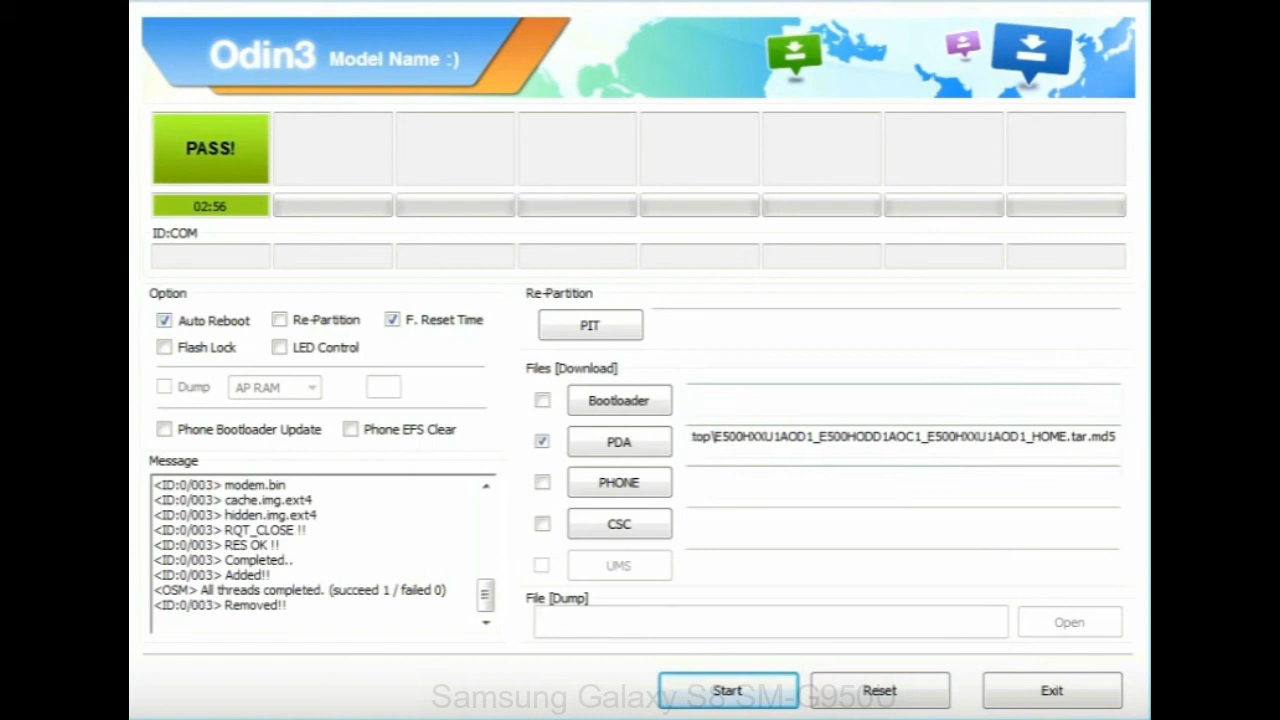 Odin3 Model Name :)
PASS!
02:56
ID:COM
Option
Auto Reboot Re-Partition F. Reset Time
Flash Lock LED Control
Dump AP RAM
Phone Bootloader Update Phone EFS Clear
Message
<ID:0/003> modem.bin
<ID:0/003> cache.img.ext4
<ID:0/003> hidden.img.ext4
<ID:0/003> RQT_CLOSE !!
<ID:0/003> RES OK !!
<ID:0/003> Completed..
<ID:0/003> Added!!
<OSM> All threads completed. (succeed 1 / failed 0)
<ID:0/003> Removed!!
Re-Partition
PIT
Files [Download]
Bootloader
PDA top\E500HXXU1AOD1_E500HODD1AOC1_E500HXXU1AOD1_HOME.tar.md5
PHONE
CSC
UMS
File [Dump]
Open
Start Reset Exit
Samsung Galaxy S8 SM-G950U